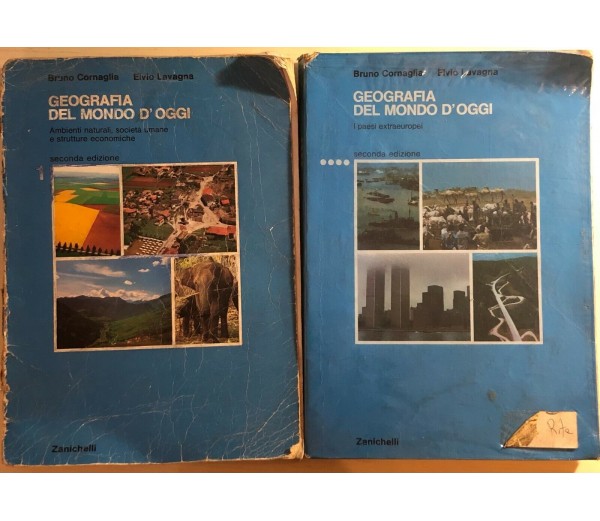 Bruno Cornaglia Elvio Lavagna
GEOGRAFIA
DEL MONDO D'OGGI
Ambienti naturali, società umane
e strutture economiche
seconda edizione
Zanichelli
Bruno Cornaglia Elvio Lavagna
GEOGRAFIA
DEL MONDO D'OGGI
I paesi extraeuropei
seconda edizione
Zanichelli